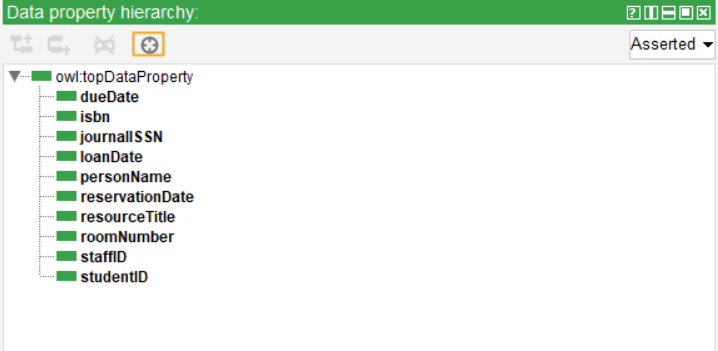 Data property hierarchy:
Asserted
owl:topDataProperty
dueDate
isbn
journalISSN
loanDate
personName
reservationDate
resourceTitle
roomNumber
staffID
studentID